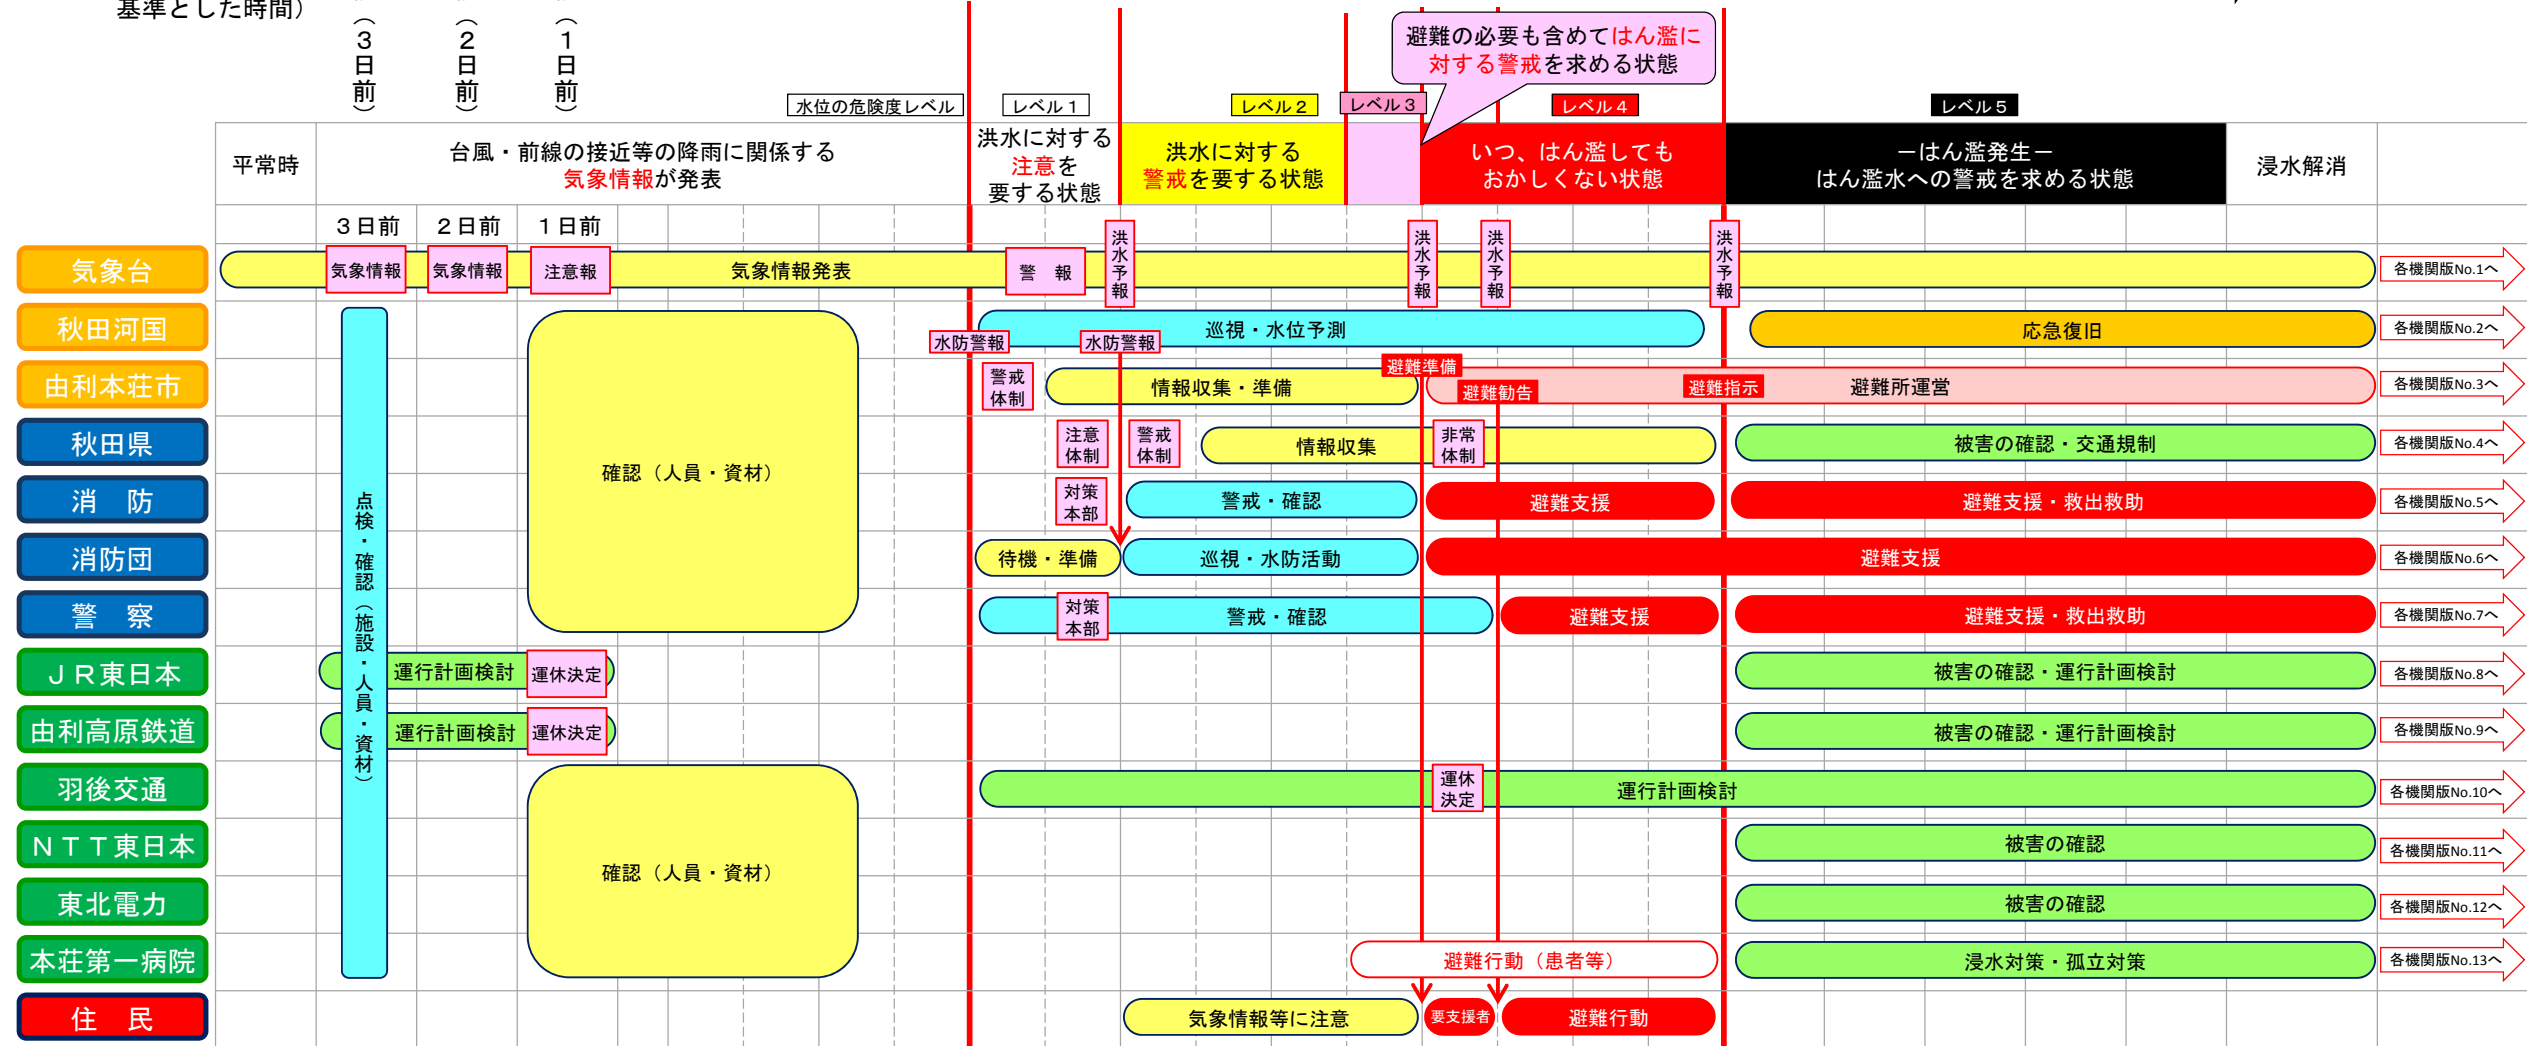 基準とした時間）
（３日前）
（２日前）
（１日前）
避難の必要も含めてはん濫に
対する警戒を求める状態
水位の危険度レベル
レベル１
レベル２
レベル３
レベル４
レベル５
平常時
台風・前線の接近等の降雨に関係する
気象情報が発表
洪水に対する
注意を
要する状態
洪水に対する
警戒を要する状態
いつ、はん濫しても
おかしくない状態
－はん濫発生－
はん濫水への警戒を求める状態
浸水解消
３日前
２日前
１日前
気象台
気象情報
気象情報
注意報
気象情報発表
警　報
洪水予報
洪水予報
洪水予報
洪水予報
各機関版No.1へ
秋田河国
水防警報
水防警報
巡視・水位予測
応急復旧
各機関版No.2へ
由利本荘市
警戒
体制
情報収集・準備
避難準備
避難勧告
避難指示
避難所運営
各機関版No.3へ
秋田県
確認（人員・資材）
注意
体制
警戒
体制
情報収集
非常
体制
被害の確認・交通規制
各機関版No.4へ
消　防
点検・確認（施設・人員・資材）
対策
本部
警戒・確認
避難支援
避難支援・救出救助
各機関版No.5へ
消防団
待機・準備
巡視・水防活動
避難支援
各機関版No.6へ
警　察
対策
本部
警戒・確認
避難支援
避難支援・救出救助
各機関版No.7へ
ＪＲ東日本
運行計画検討
運休決定
被害の確認・運行計画検討
各機関版No.8へ
由利高原鉄道
運行計画検討
運休決定
被害の確認・運行計画検討
各機関版No.9へ
羽後交通
運休
決定
運行計画検討
各機関版No.10へ
ＮＴＴ東日本
確認（人員・資材）
被害の確認
各機関版No.11へ
東北電力
被害の確認
各機関版No.12へ
本荘第一病院
避難行動（患者等）
浸水対策・孤立対策
各機関版No.13へ
住　民
気象情報等に注意
要支援者
避難行動